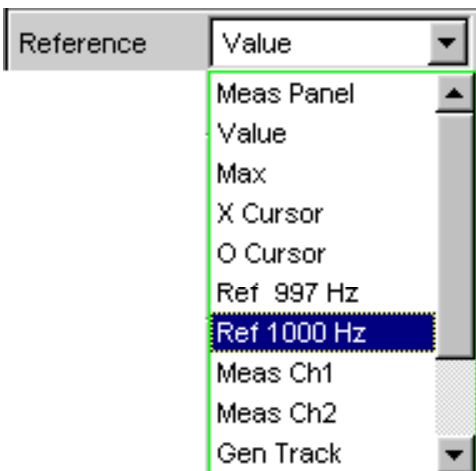 Reference Value
Meas Panel
Value
Max
X Cursor
O Cursor
Ref  997 Hz
Ref 1000 Hz
Meas Ch1
Meas Ch2
Gen Track